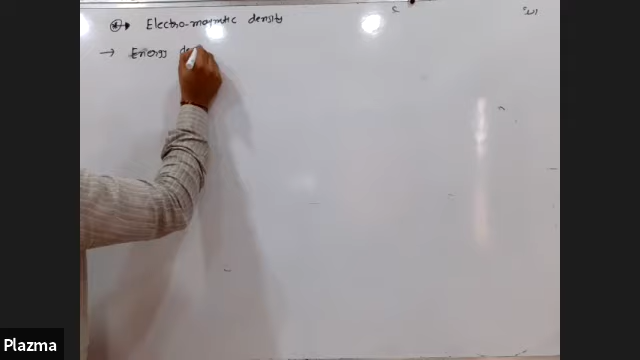 Electro-magnetic density
→ Energy de
Plazma